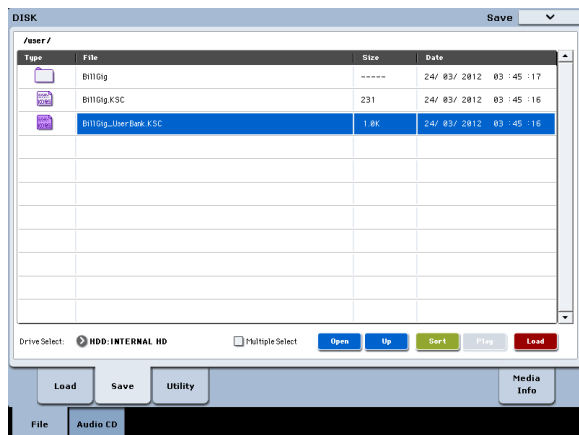 DISK Save
/user/
Type File Size Date
BillGig ----- 24/ 03/ 2012 03 :45 :17
BillGig.KSC 231 24/ 03/ 2012 03 :45 :16
BillGig_UserBank.KSC 1.0K 24/ 03/ 2012 03 :45 :16
Drive Select: HDD:INTERNAL HD Multiple Select Open Up Sort Play Load
Load Save Utility Media Info
File Audio CD